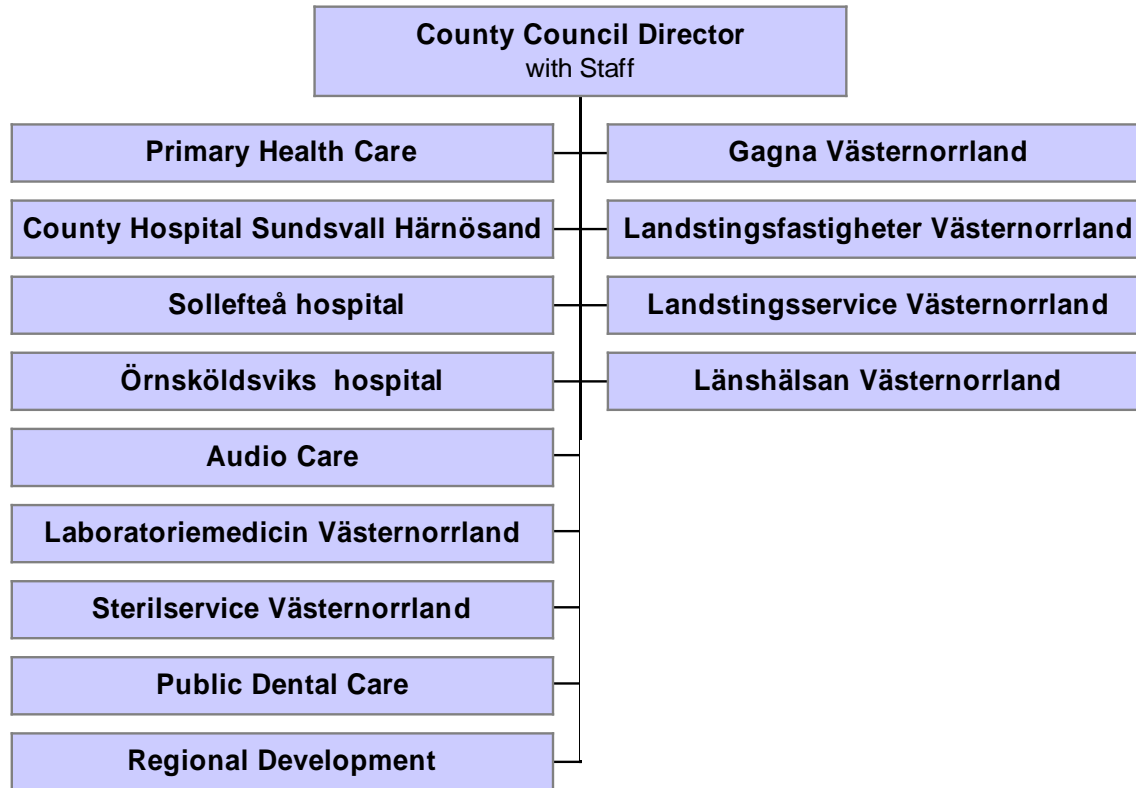 County Council Director
with Staff
Primary Health Care
Gagna Västernorrland
County Hospital Sundsvall Härnösand
Landstingsfastigheter Västernorrland
Sollefteå hospital
Landstingsservice Västernorrland
Örnsköldsviks hospital
Länshälsan Västernorrland
Audio Care
Laboratoriemedicin Västernorrland
Sterilservice Västernorrland
Public Dental Care
Regional Development